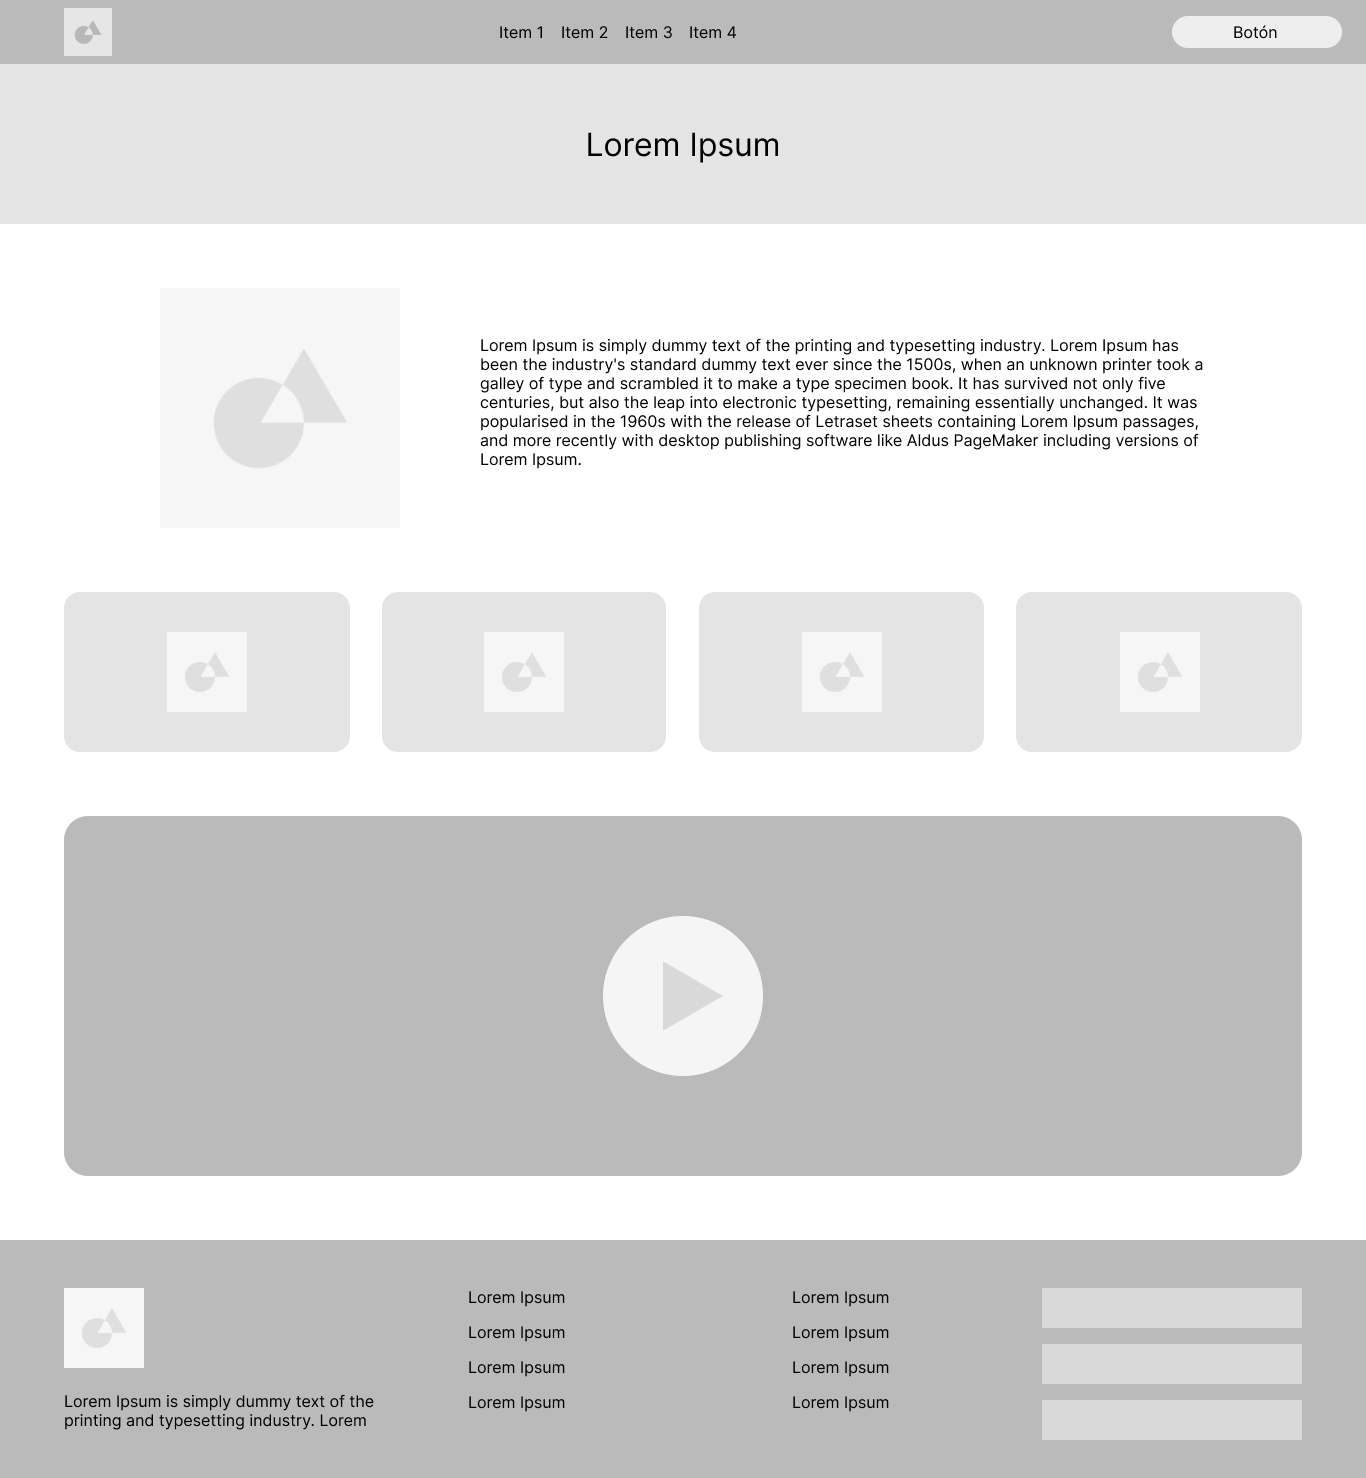 Item 1 Item 2 Item 3 Item 4 Botón
Lorem Ipsum
Lorem Ipsum is simply dummy text of the printing and typesetting industry. Lorem Ipsum has
been the industry's standard dummy text ever since the 1500s, when an unknown printer took a
galley of type and scrambled it to make a type specimen book. It has survived not only five
centuries, but also the leap into electronic typesetting, remaining essentially unchanged. It was
popularised in the 1960s with the release of Letraset sheets containing Lorem Ipsum passages,
and more recently with desktop publishing software like Aldus PageMaker including versions of
Lorem Ipsum.
Lorem Ipsum is simply dummy text of the
printing and typesetting industry. Lorem
Lorem Ipsum
Lorem Ipsum
Lorem Ipsum
Lorem Ipsum
Lorem Ipsum
Lorem Ipsum
Lorem Ipsum
Lorem Ipsum